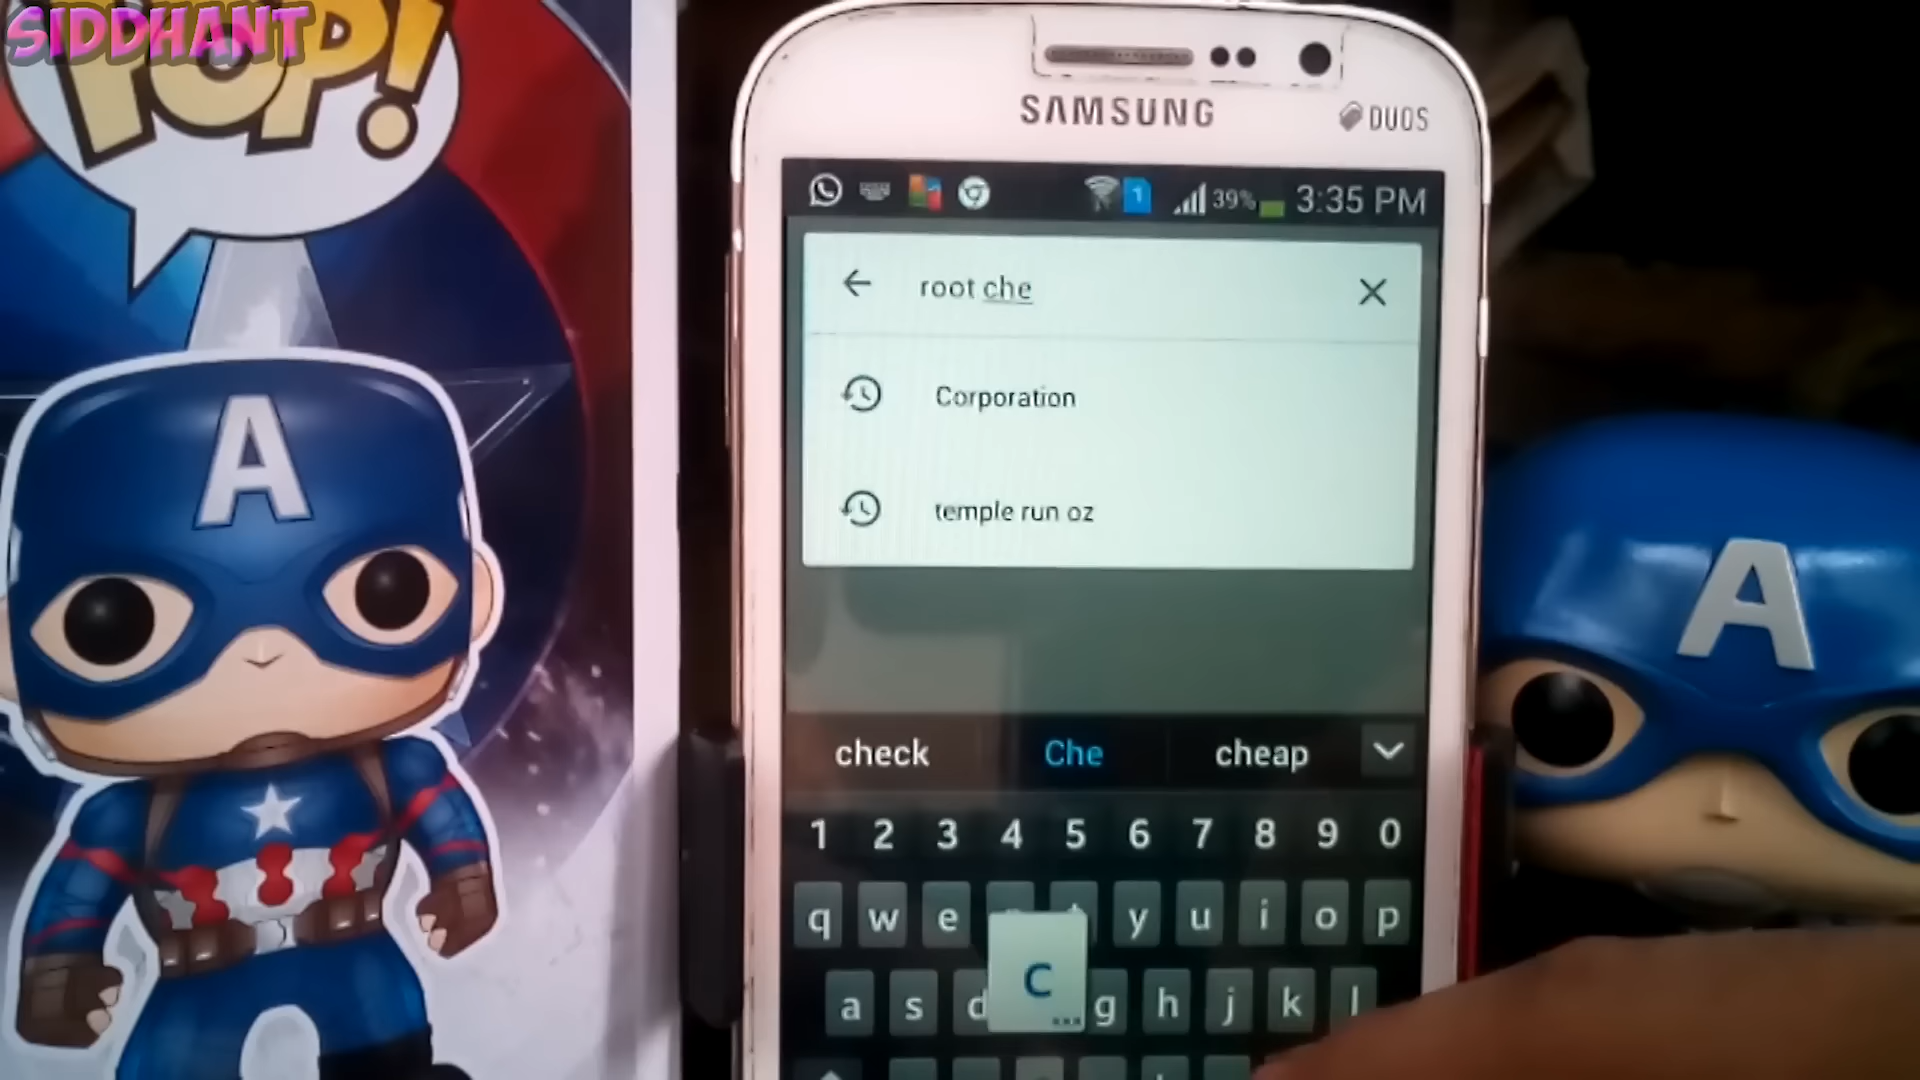 SIDDHANT
POP!
A
SAMSUNG
DUOS
1
39%
3:35 PM
root che
Corporation
temple run oz
check
Che
cheap
1 2 3 4 5 6 7 8 9 0
q w e y u i o p
C
...
a s d g h j k l
A